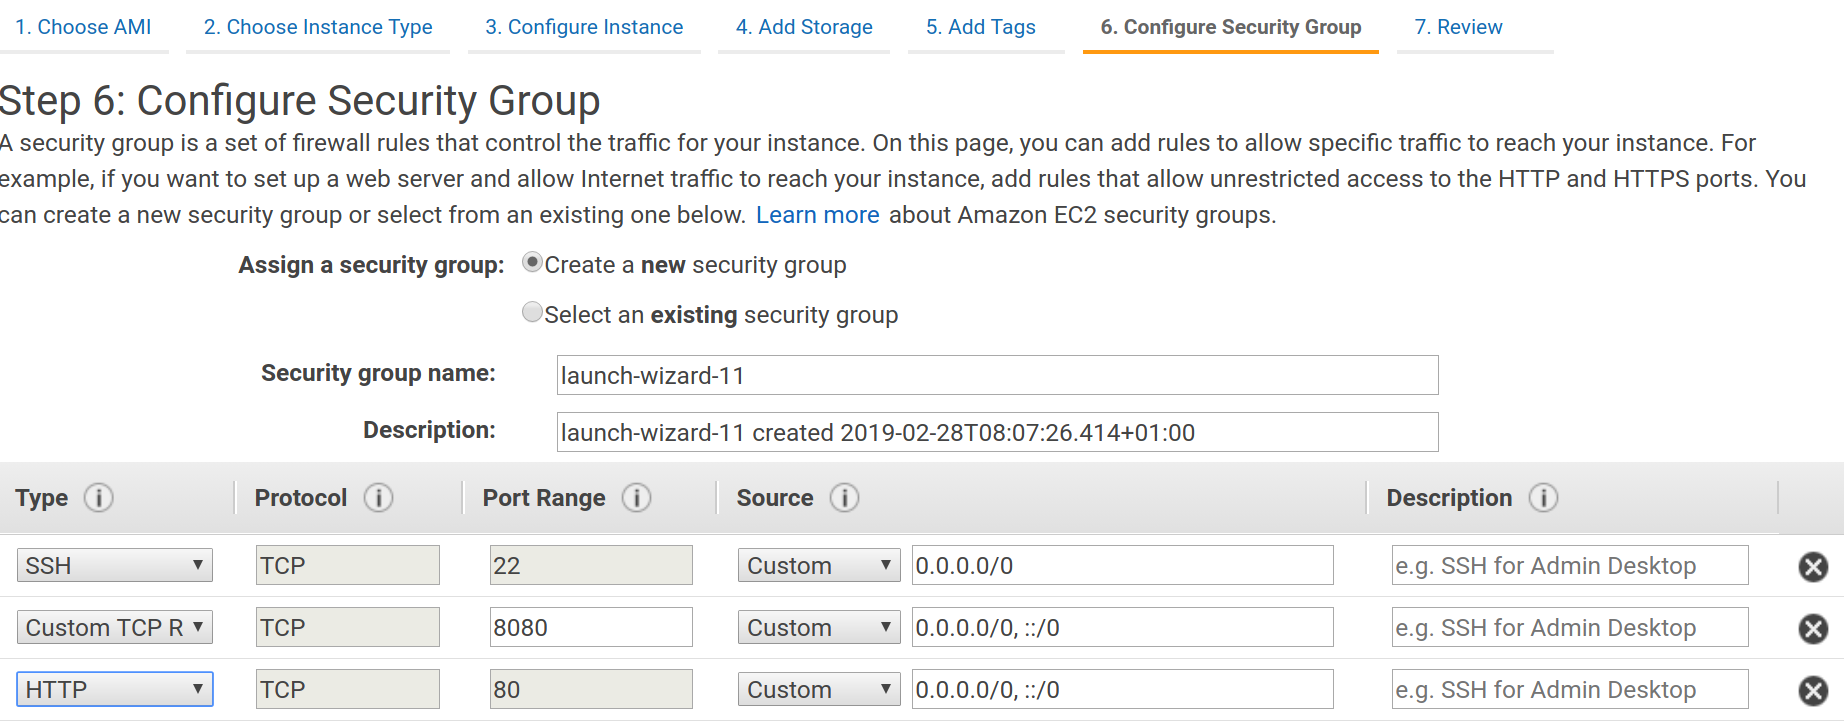 1. Choose AMI 2. Choose Instance Type 3. Configure Instance 4. Add Storage 5. Add Tags 6. Configure Security Group 7. Review
Step 6: Configure Security Group
A security group is a set of firewall rules that control the traffic for your instance. On this page, you can add rules to allow specific traffic to reach your instance. For
example, if you want to set up a web server and allow Internet traffic to reach your instance, add rules that allow unrestricted access to the HTTP and HTTPS ports. You
can create a new security group or select from an existing one below. Learn more about Amazon EC2 security groups.
Assign a security group: Create a new security group
Select an existing security group
Security group name: launch-wizard-11
Description: launch-wizard-11 created 2019-02-28T08:07:26.414+01:00
Type Protocol Port Range Source Description
SSH TCP 22 Custom 0.0.0.0/0 e.g. SSH for Admin Desktop
Custom TCP R TCP 8080 Custom 0.0.0.0/0, ::/0 e.g. SSH for Admin Desktop
HTTP TCP 80 Custom 0.0.0.0/0, ::/0 e.g. SSH for Admin Desktop